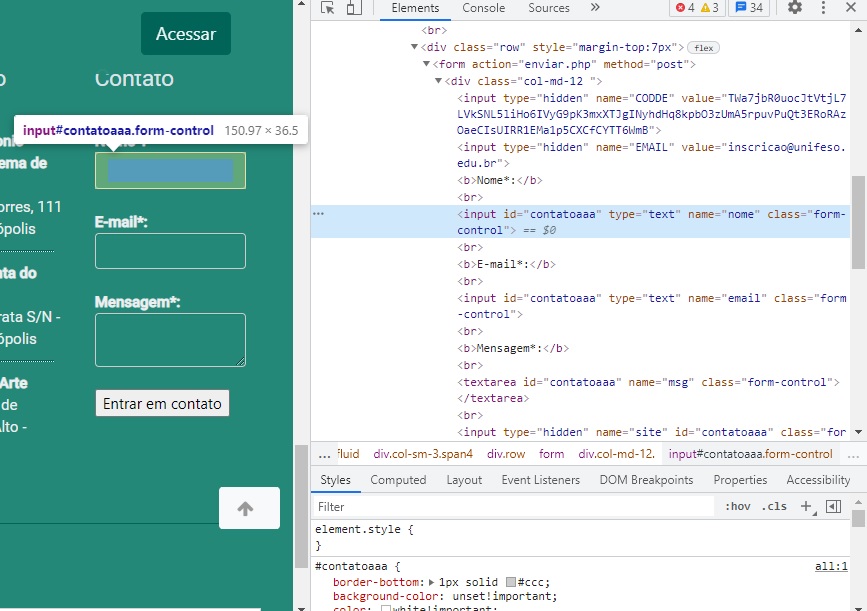 Acessar
Contato
ema de
orres, 111
ópolis
nta do
rata S/N -
ópolis
Arte
de
Alto -
input#contatoaaa.form-control 150.97 × 36.5
E-mail*:
Mensagem*:
Entrar em contato
Elements Console Sources » 4 3 34
<br>
<div class="row" style="margin-top:7px"> flex
<form action="enviar.php" method="post">
<div class="col-md-12 ">
<input type="hidden" name="CODDE" value="TWa7jbR0uocJtVtjL7
LVkSNL5liHo6IVyG9pK3mxXTJgINyhdHq8kpbO3zUmA5rpuvPuQt3ERoRAz
OaeCIsUIRR1EMa1p5CXCfCYTT6WmB">
<input type="hidden" name="EMAIL" value="inscricao@unifeso.
edu.br">
<b>Nome*:</b>
<br>
<input id="contatoaaa" type="text" name="nome" class="form-
control"> == $0
<br>
<b>E-mail*:</b>
<br>
<input id="contatoaaa" type="text" name="email" class="form
-control">
<br>
<b>Mensagem*:</b>
<br>
<textarea id="contatoaaa" name="msg" class="form-control">
</textarea>
<br>
<input type="hidden" name="site" id="contatoaaa" class="for
... fluid div.col-sm-3.span4 div.row form div.col-md-12. input#contatoaaa.form-control ...
Styles Computed Layout Event Listeners DOM Breakpoints Properties Accessibility
Filter :hov .cls +
element.style {
}
#contatoaaa { all:1
border-bottom: 1px solid #ccc;
background-color: unset!important;
color: white!important;